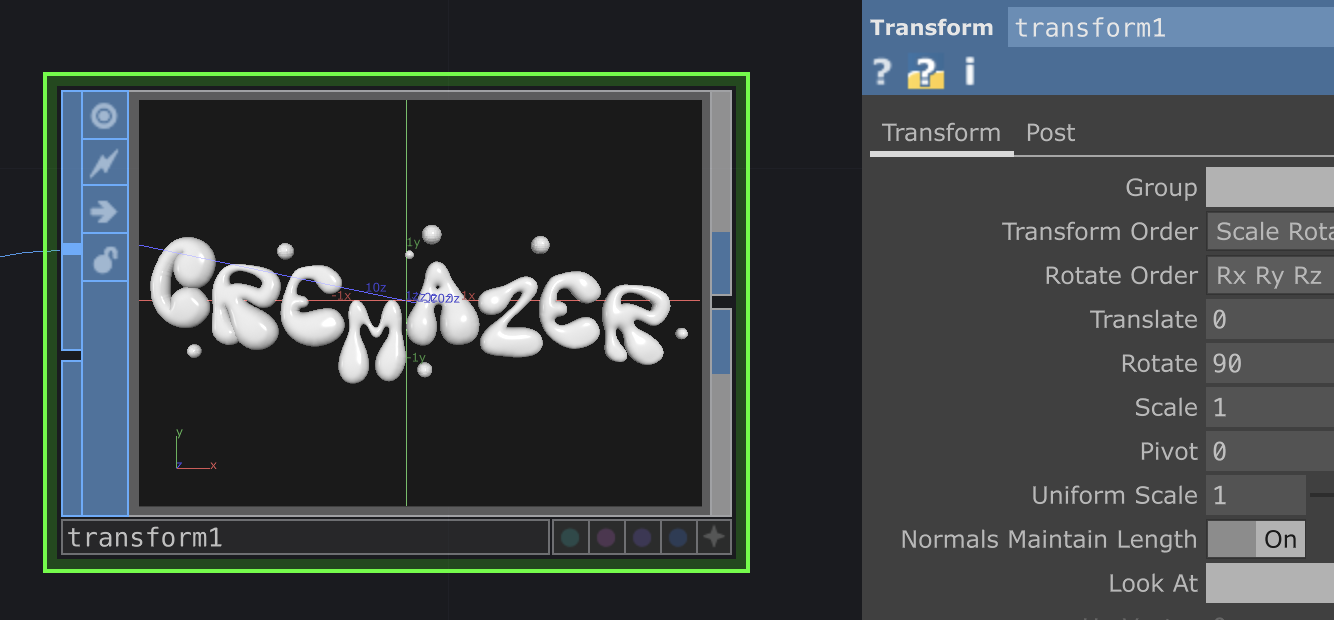 Transform transform1
? ? i
Transform Post
Group
Transform Order Scale Rota
Rotate Order Rx Ry Rz
Translate 0
Rotate 90
Scale 1
Pivot 0
Uniform Scale 1
Normals Maintain Length On
Look At
1y
10z
-1x
1x
CREMAZER
-1y
y
z x
transform1